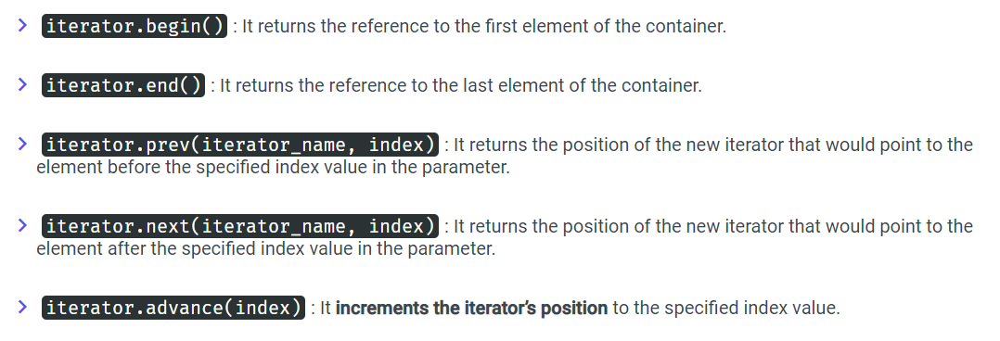 iterator.begin() : It returns the reference to the first element of the container.
iterator.end() : It returns the reference to the last element of the container.
iterator.prev(iterator_name, index) : It returns the position of the new iterator that would point to the
element before the specified index value in the parameter.
iterator.next(iterator_name, index) : It returns the position of the new iterator that would point to the
element after the specified index value in the parameter.
iterator.advance(index) : It increments the iterator’s position to the specified index value.